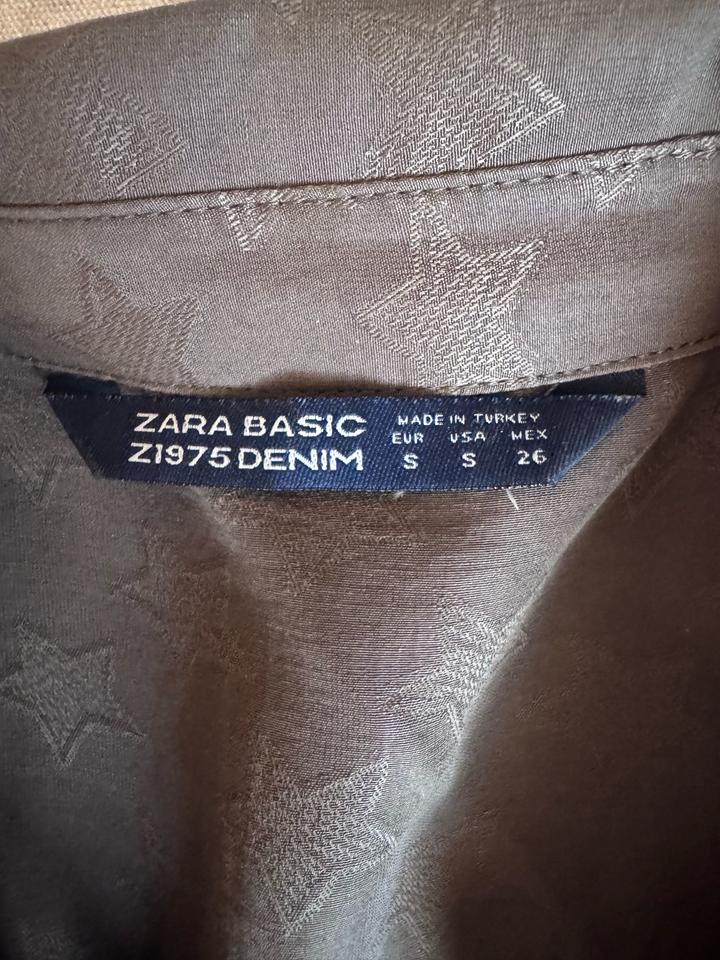 ZARA BASIC
Z1975 DENIM
MADE IN TURKEY
EUR USA MEX
S S 26